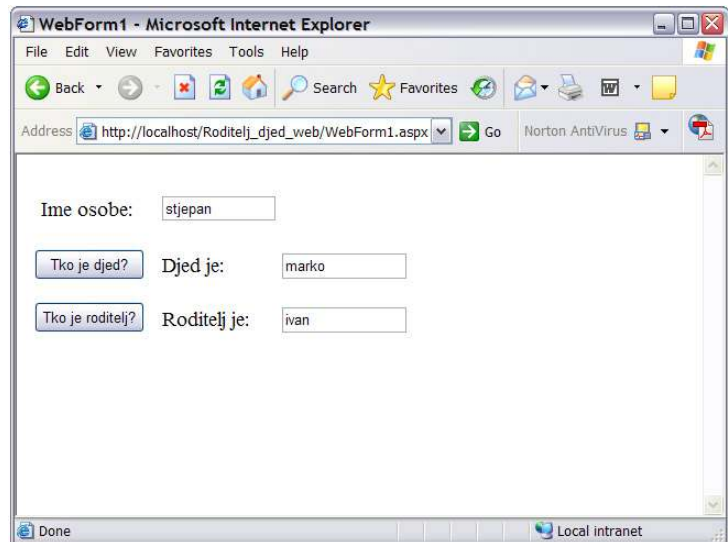 WebForm1 - Microsoft Internet Explorer
File Edit View Favorites Tools Help
Back Search Favorites W
Address http://localhost/Roditelj_djed_web/WebForm1.aspx Go Norton AntiVirus
Ime osobe: stjepan
Tko je djed? Djed je: marko
Tko je roditelj? Roditelj je: ivan
Done Local intranet